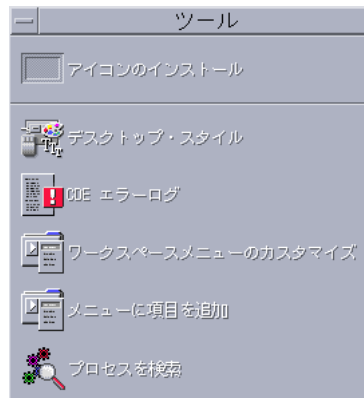 ツール
アイコンのインストール
デスクトップ・スタイル
CDE エラーログ
ワークスペースメニューのカスタマイズ
メニューに項目を追加
プロセスを検索